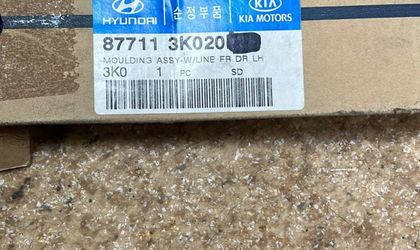 HYUNDAI 순정부품 KIA KIA MOTORS
87711 3K020
MOULDING ASSY-W/LINE FR DR LH
3K0 1 PC SD